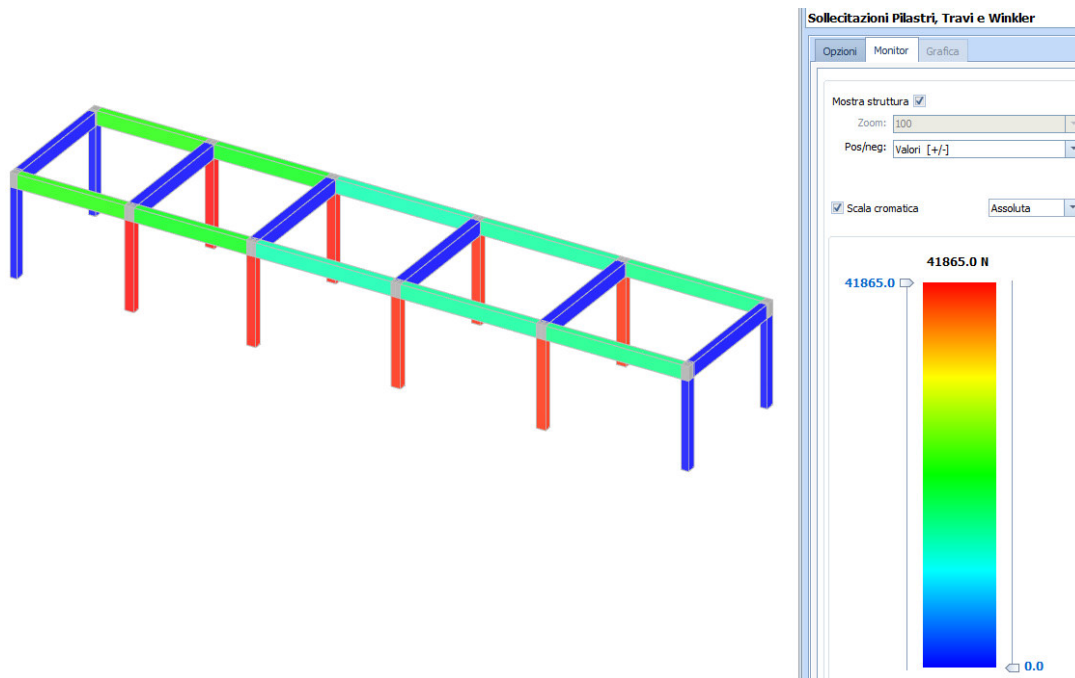 Sollecitazioni Pilastri, Travi e Winkler
Opzioni Monitor Grafica
Mostra struttura
Zoom: 100
Pos/neg: Valori [+/-]
Scala cromatica Assoluta
41865.0 N
41865.0
0.0